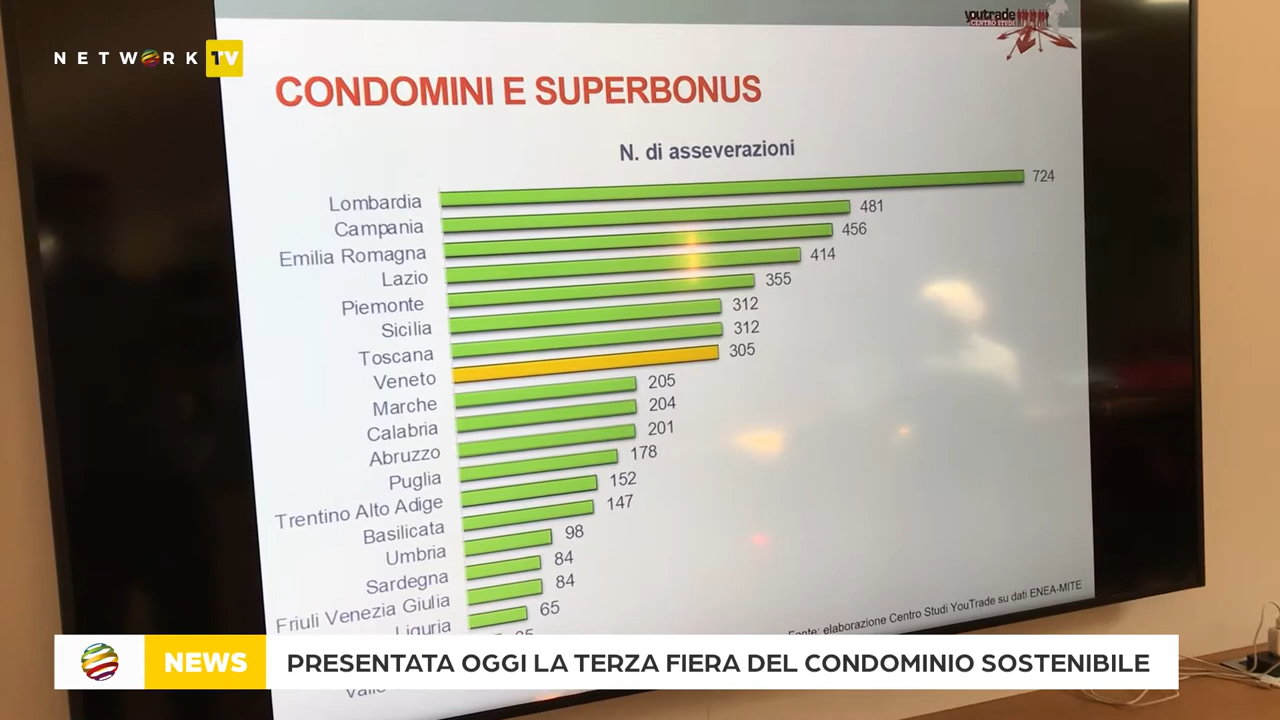 NETWORK TV
youtrade
CENTRO STUDI
CONDOMINI E SUPERBONUS
N. di asseverazioni
Lombardia 724
Campania 481
Emilia Romagna 456
Lazio 414
Piemonte 355
Sicilia 312
Toscana 312
Veneto 305
Marche 205
Calabria 204
Abruzzo 201
Puglia 178
Trentino Alto Adige 152
Basilicata 147
Umbria 98
Sardegna 84
Friuli Venezia Giulia 84
Liguria 65
Fonte: elaborazione Centro Studi YouTrade su dati ENEA-MITE
NEWS PRESENTATA OGGI LA TERZA FIERA DEL CONDOMINIO SOSTENIBILE
Valle